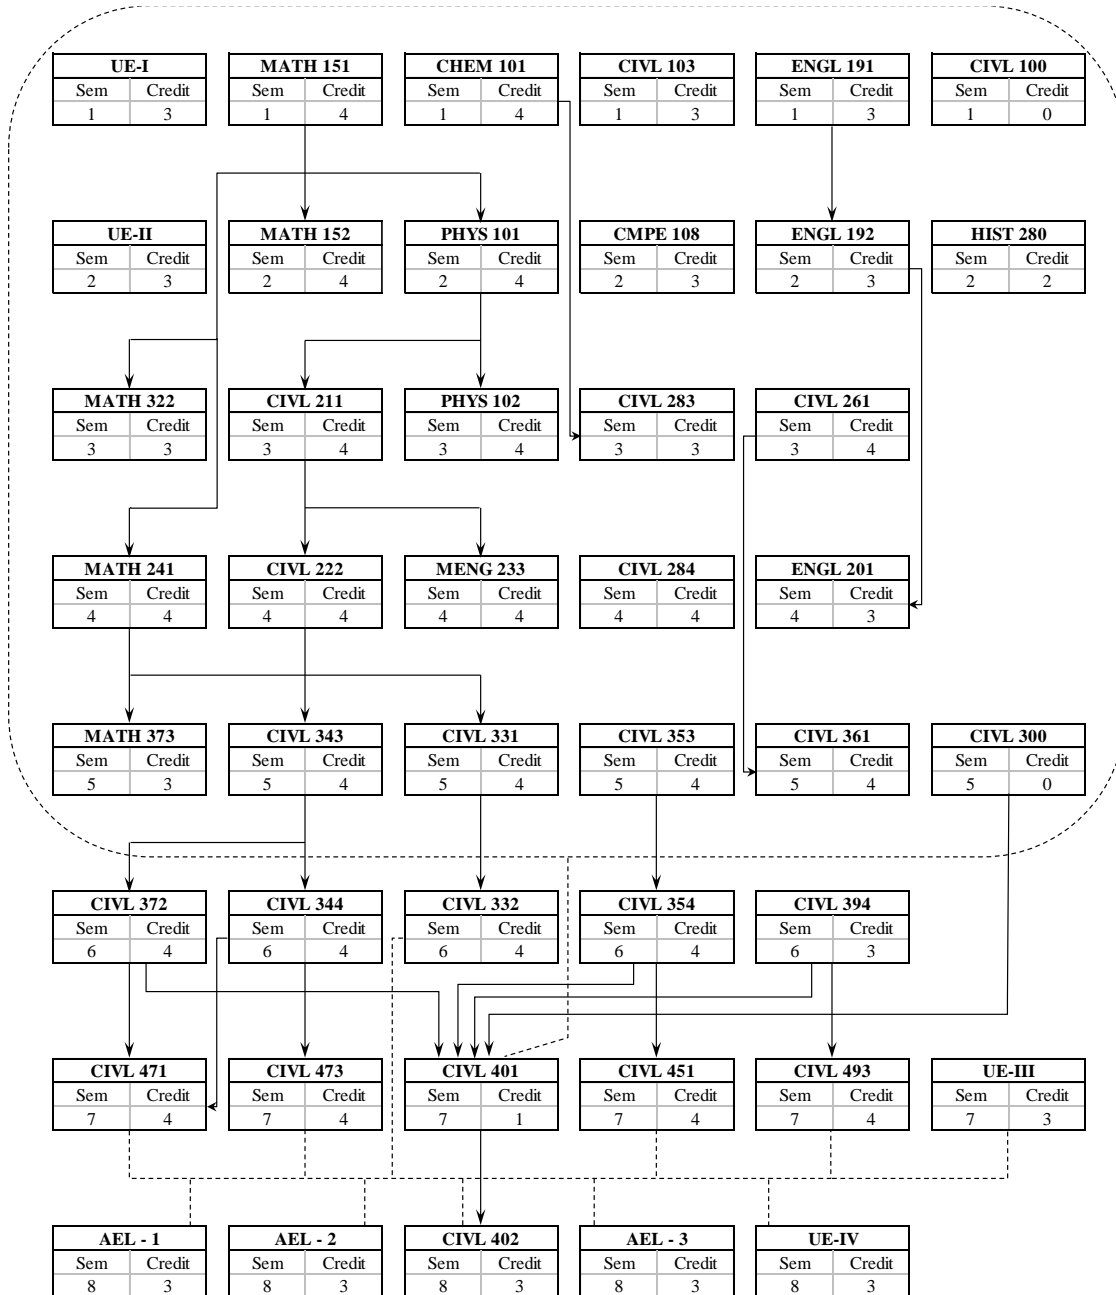 UE-I MATH 151 CHEM 101 CIVL 103 ENGL 191 CIVL 100
Sem Credit Sem Credit Sem Credit Sem Credit Sem Credit Sem Credit
1 3 1 4 1 4 1 3 1 3 1 0
UE-II MATH 152 PHYS 101 CMPE 108 ENGL 192 HIST 280
Sem Credit Sem Credit Sem Credit Sem Credit Sem Credit Sem Credit
2 3 2 4 2 4 2 3 2 3 2 2
MATH 322 CIVL 211 PHYS 102 CIVL 283 CIVL 261
Sem Credit Sem Credit Sem Credit Sem Credit Sem Credit
3 3 3 4 3 4 3 3 3 4
MATH 241 CIVL 222 MENG 233 CIVL 284 ENGL 201
Sem Credit Sem Credit Sem Credit Sem Credit Sem Credit
4 4 4 4 4 4 4 4 4 3
MATH 373 CIVL 343 CIVL 331 CIVL 353 CIVL 361 CIVL 300
Sem Credit Sem Credit Sem Credit Sem Credit Sem Credit Sem Credit
5 3 5 4 5 4 5 4 5 4 5 0
CIVL 372 CIVL 344 CIVL 332 CIVL 354 CIVL 394
Sem Credit Sem Credit Sem Credit Sem Credit Sem Credit
6 4 6 4 6 4 6 4 6 3
CIVL 471 CIVL 473 CIVL 401 CIVL 451 CIVL 493 UE-III
Sem Credit Sem Credit Sem Credit Sem Credit Sem Credit Sem Credit
7 4 7 4 7 1 7 4 7 4 7 3
AEL - 1 AEL - 2 CIVL 402 AEL - 3 UE-IV
Sem Credit Sem Credit Sem Credit Sem Credit Sem Credit
8 3 8 3 8 3 8 3 8 3